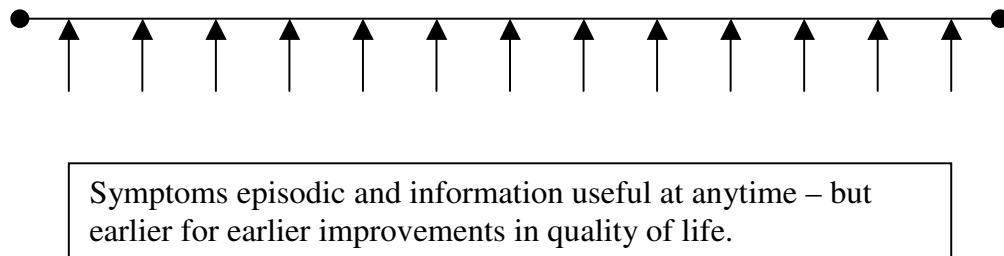 Symptoms episodic and information useful at anytime – but
earlier for earlier improvements in quality of life.